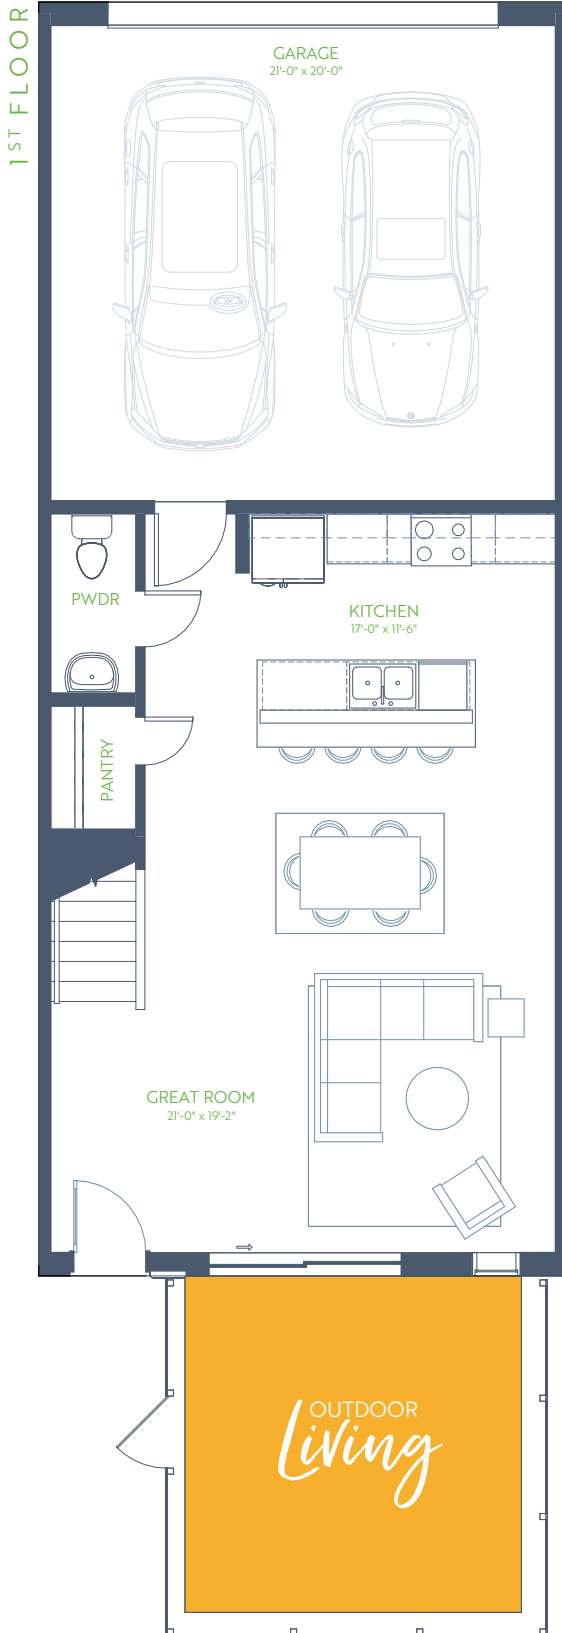 1ST FLOOR
GARAGE
21'-0" x 20'-0"
PWDR
KITCHEN
17'-0" x 11'-6"
PANTRY
GREAT ROOM
21'-0" x 19'-2"
OUTDOOR
Living